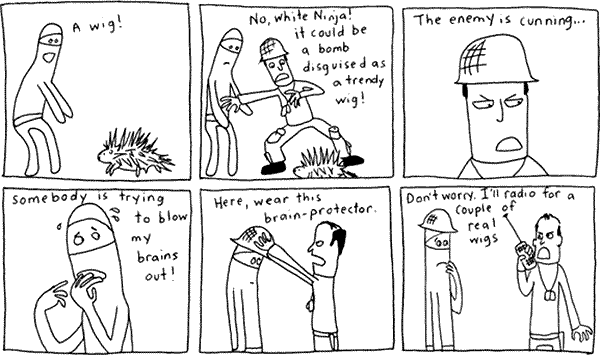 A wig!
No, white Ninja!
it could be
a bomb
disguised as
a trendy
wig!
The enemy is cunning...
Somebody is trying
to blow
my
brains
out!
Here, wear this
brain-protector.
Don't worry. I'll radio for a
couple of
real
wigs